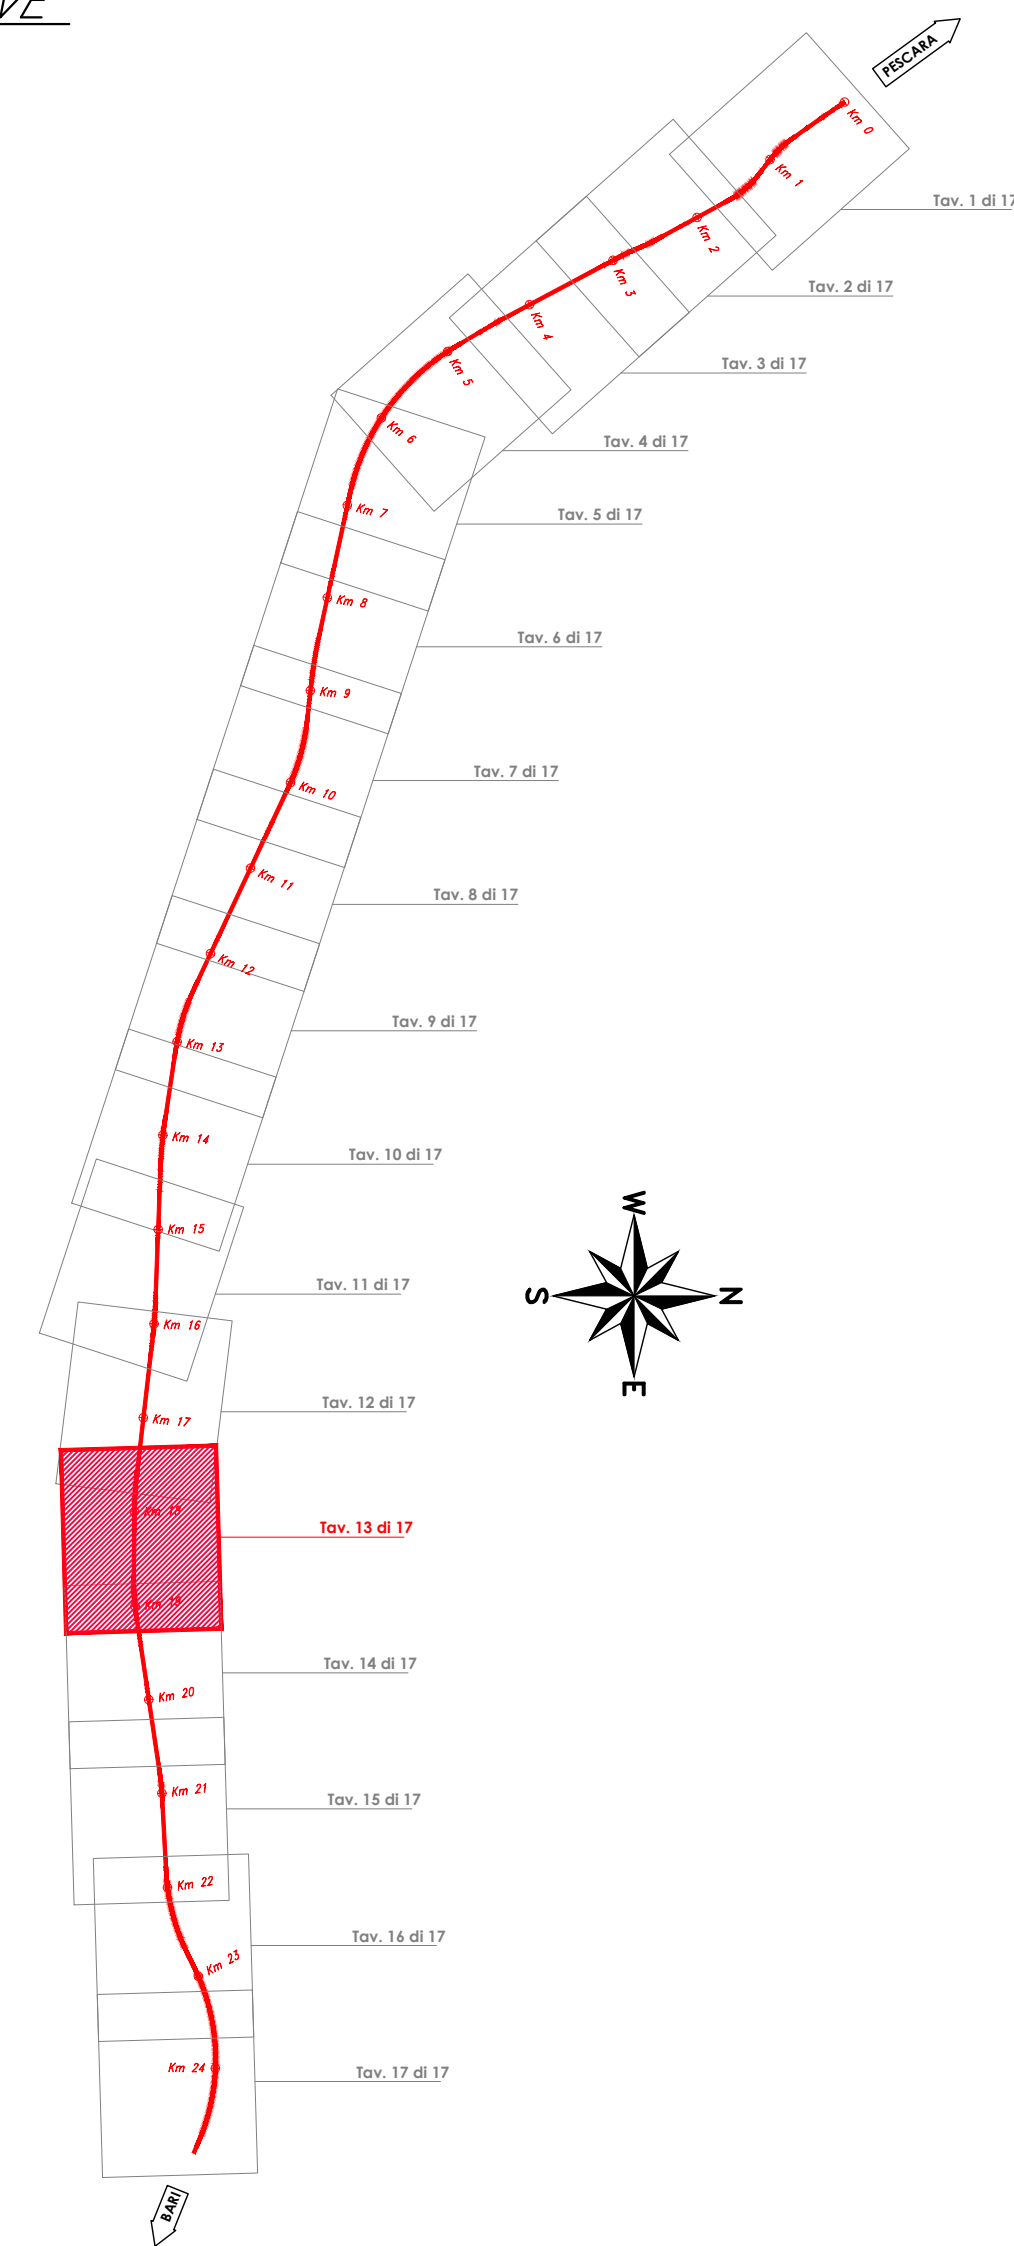 PESCARA
Km 0
Km 1
Tav. 1 di 17
Km 2
Km 3
Tav. 2 di 17
Km 4
Km 5
Tav. 3 di 17
Km 6
Tav. 4 di 17
Km 7
Tav. 5 di 17
Km 8
Tav. 6 di 17
Km 9
Tav. 7 di 17
Km 10
Km 11
Tav. 8 di 17
Km 12
Tav. 9 di 17
Km 13
Km 14
Tav. 10 di 17
W
Km 15
Tav. 11 di 17
S
N
Km 16
E
Tav. 12 di 17
Km 17
Km 18
Tav. 13 di 17
Km 19
Tav. 14 di 17
Km 20
Km 21
Tav. 15 di 17
Km 22
Tav. 16 di 17
Km 23
Km 24
Tav. 17 di 17
BARI